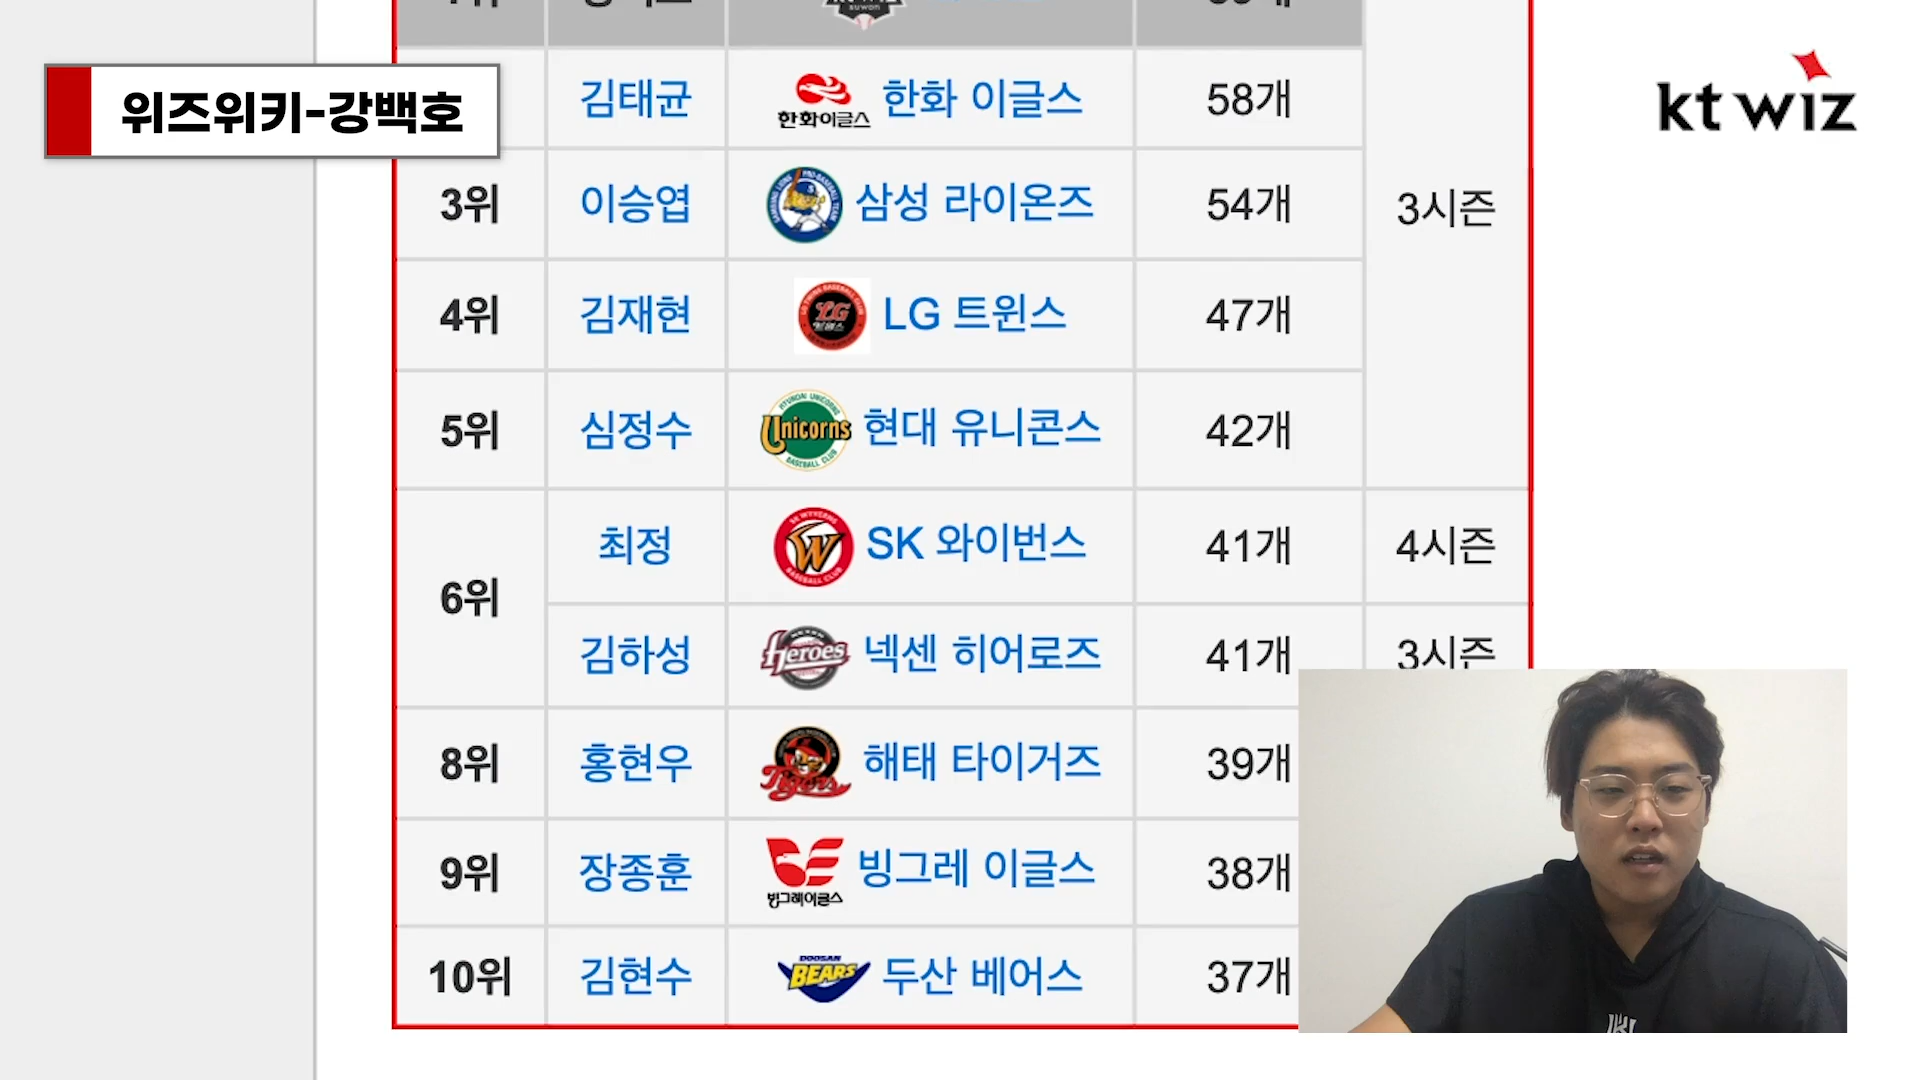 위즈위키-강백호
kt wiz
김태균 한화이글스 한화 이글스 58개
3위 이승엽 삼성 라이온즈 54개 3시즌
4위 김재현 LG LG 트윈스 47개
5위 심정수 Unicorns 현대 유니콘스 42개
6위
최정 W SK 와이번스 41개 4시즌
김하성 heroes 넥센 히어로즈 41개 3시즌
8위 홍현우 Tigers 해태 타이거즈 39개
9위 장종훈 빙그레이글스 빙그레 이글스 38개
10위 김현수 DOOSAN BEARS 두산 베어스 37개